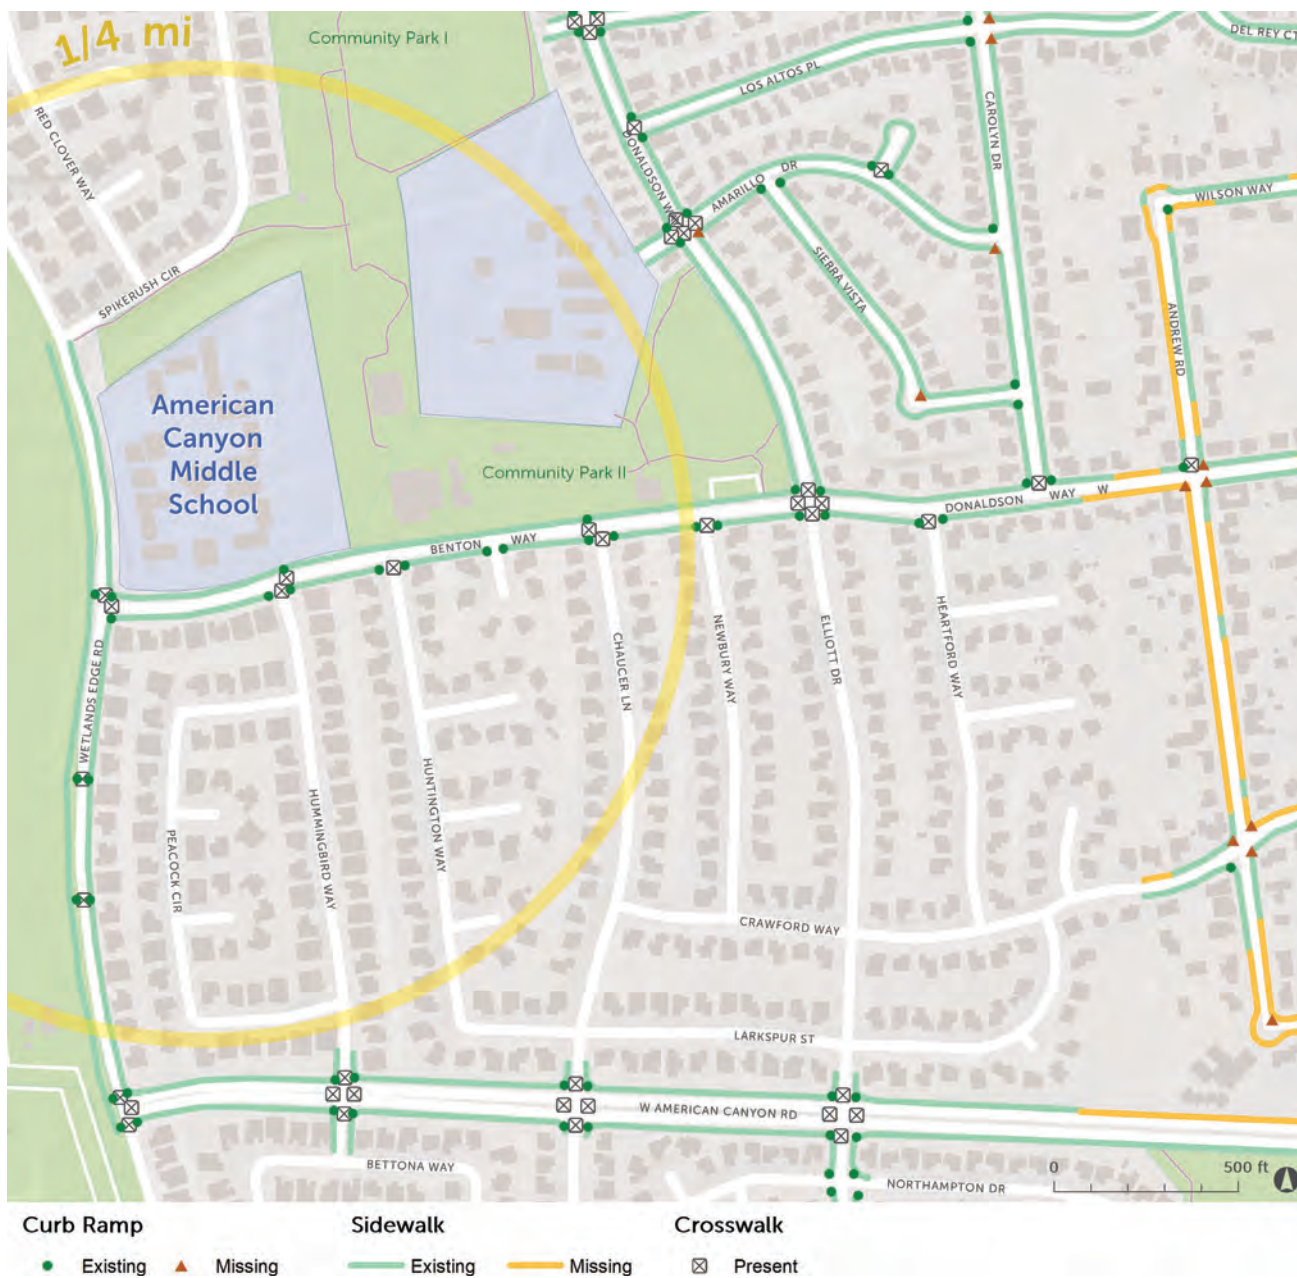 1/4 mi
Community Park I
DEL REY CT
LOS ALTOS PL
RED CLOVER WAY
DONALDSON WAY
CAROLYN DR
AMARILLO DR
WILSON WAY
SPIKERUSH CIR
SIERRA VISTA
ANDREW RD
American
Canyon
Middle
School
Community Park II
DONALDSON WAY W
BENTON WAY
WETLANDS EDGE RD
CHAUCER LN
NEWBURY WAY
ELLIOTT DR
HEARTFORD WAY
PEACOCK CIR
HUMMINGBIRD WAY
HUNTINGTON WAY
CRAWFORD WAY
LARKSPUR ST
W AMERICAN CANYON RD
BETTONA WAY
NORTHAMPTON DR
0 500 ft
A
Curb Ramp Sidewalk Crosswalk
Existing Missing Existing Missing Present